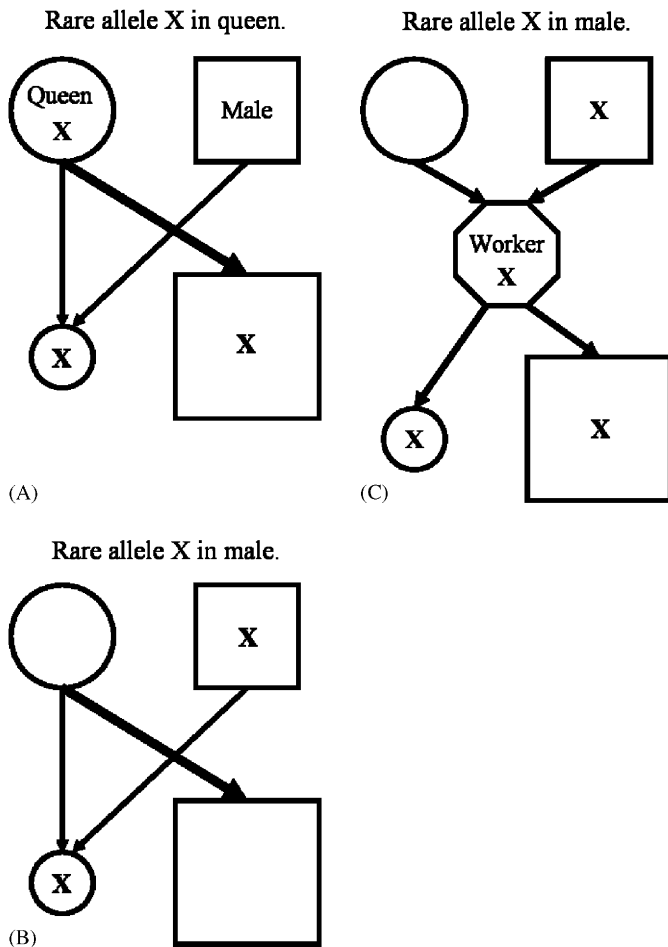 Rare allele X in queen.
Queen
X
Male
X
X
(A)
Rare allele X in male.
X
Worker
X
X
X
(C)
Rare allele X in male.
X
X
(B)